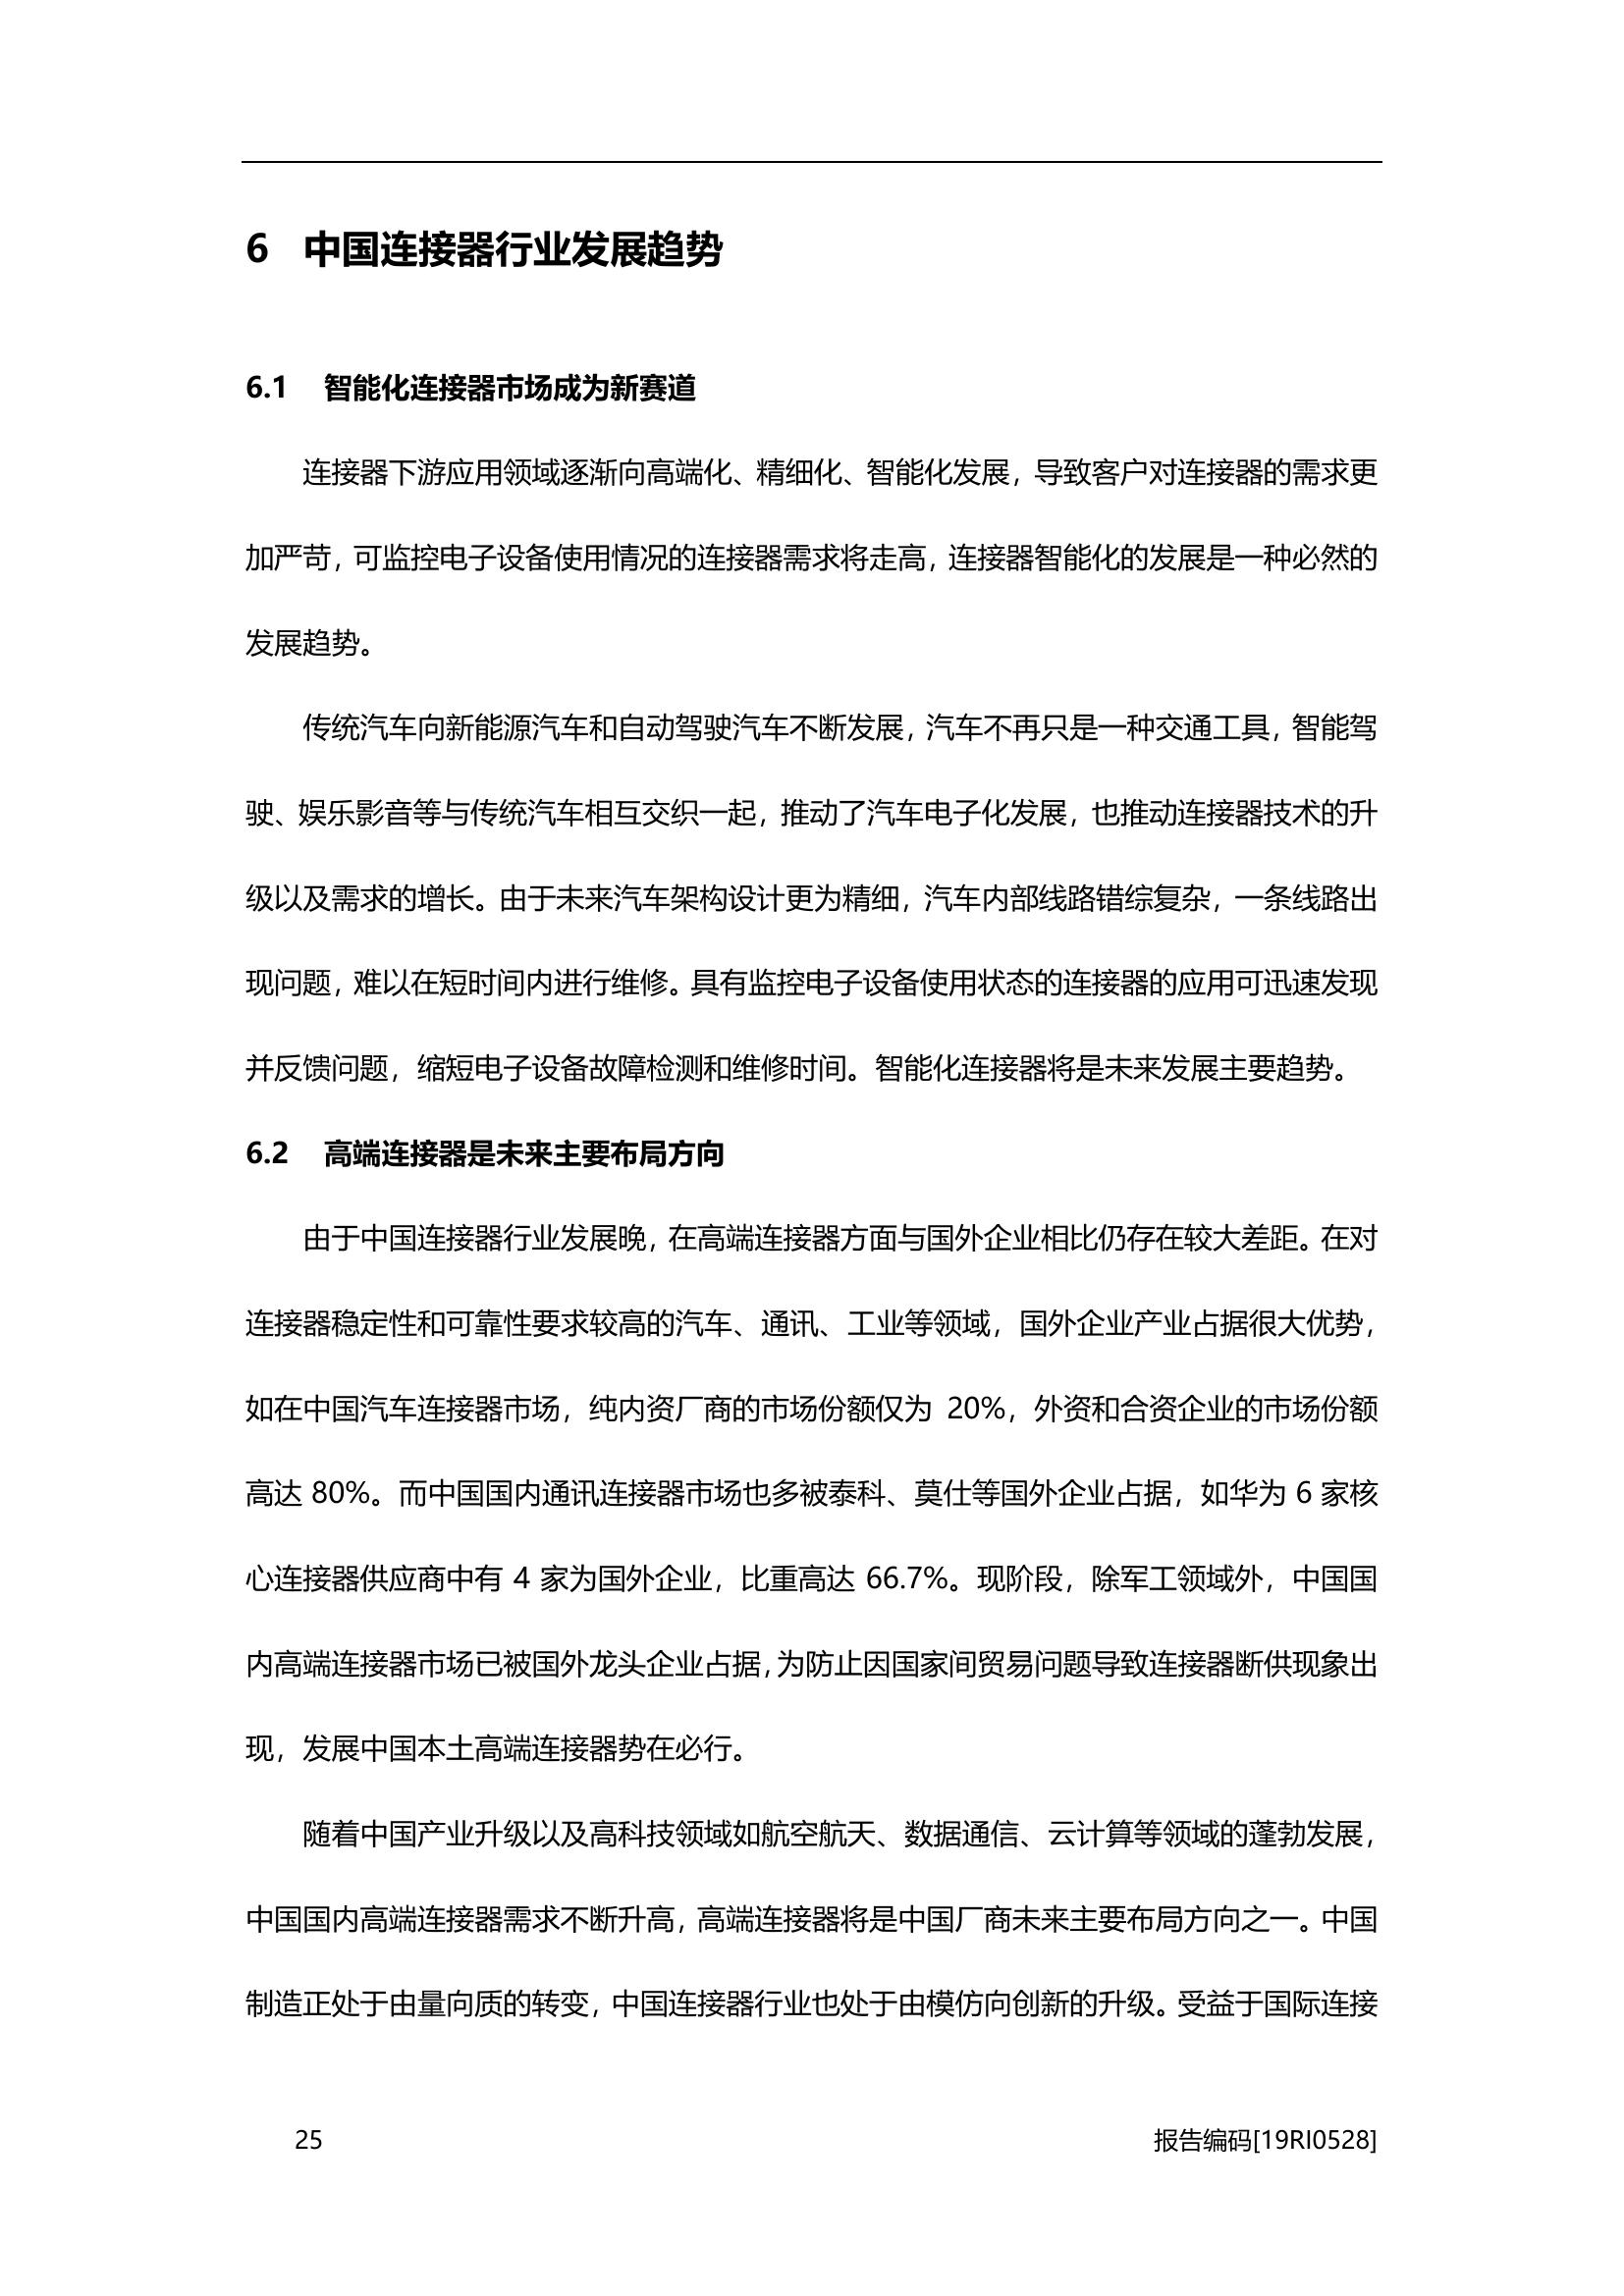 6 中国连接器行业发展趋势
6.1 智能化连接器市场成为新赛道
连接器下游应用领域逐渐向高端化、精细化、智能化发展，导致客户对连接器的需求更
加严苛，可监控电子设备使用情况的连接器需求将走高，连接器智能化的发展是一种必然的
发展趋势。
传统汽车向新能源汽车和自动驾驶汽车不断发展，汽车不再只是一种交通工具，智能驾
驶、娱乐影音等与传统汽车相互交织一起，推动了汽车电子化发展，也推动连接器技术的升
级以及需求的增长。由于未来汽车架构设计更为精细，汽车内部线路错综复杂，一条线路出
现问题，难以在短时间内进行维修。具有监控电子设备使用状态的连接器的应用可迅速发现
并反馈问题，缩短电子设备故障检测和维修时间。智能化连接器将是未来发展主要趋势。
6.2 高端连接器是未来主要布局方向
由于中国连接器行业发展晚，在高端连接器方面与国外企业相比仍存在较大差距。在对
连接器稳定性和可靠性要求较高的汽车、通讯、工业等领域，国外企业产业占据很大优势，
如在中国汽车连接器市场，纯内资厂商的市场份额仅为 20%，外资和合资企业的市场份额
高达 80%。而中国国内通讯连接器市场也多被泰科、莫仕等国外企业占据，如华为 6 家核
心连接器供应商中有 4 家为国外企业，比重高达 66.7%。现阶段，除军工领域外，中国国
内高端连接器市场已被国外龙头企业占据，为防止因国家间贸易问题导致连接器断供现象出
现，发展中国本土高端连接器势在必行。
随着中国产业升级以及高科技领域如航空航天、数据通信、云计算等领域的蓬勃发展，
中国国内高端连接器需求不断升高，高端连接器将是中国厂商未来主要布局方向之一。中国
制造正处于由量向质的转变，中国连接器行业也处于由模仿向创新的升级。受益于国际连接
25 报告编码[19RI0528]